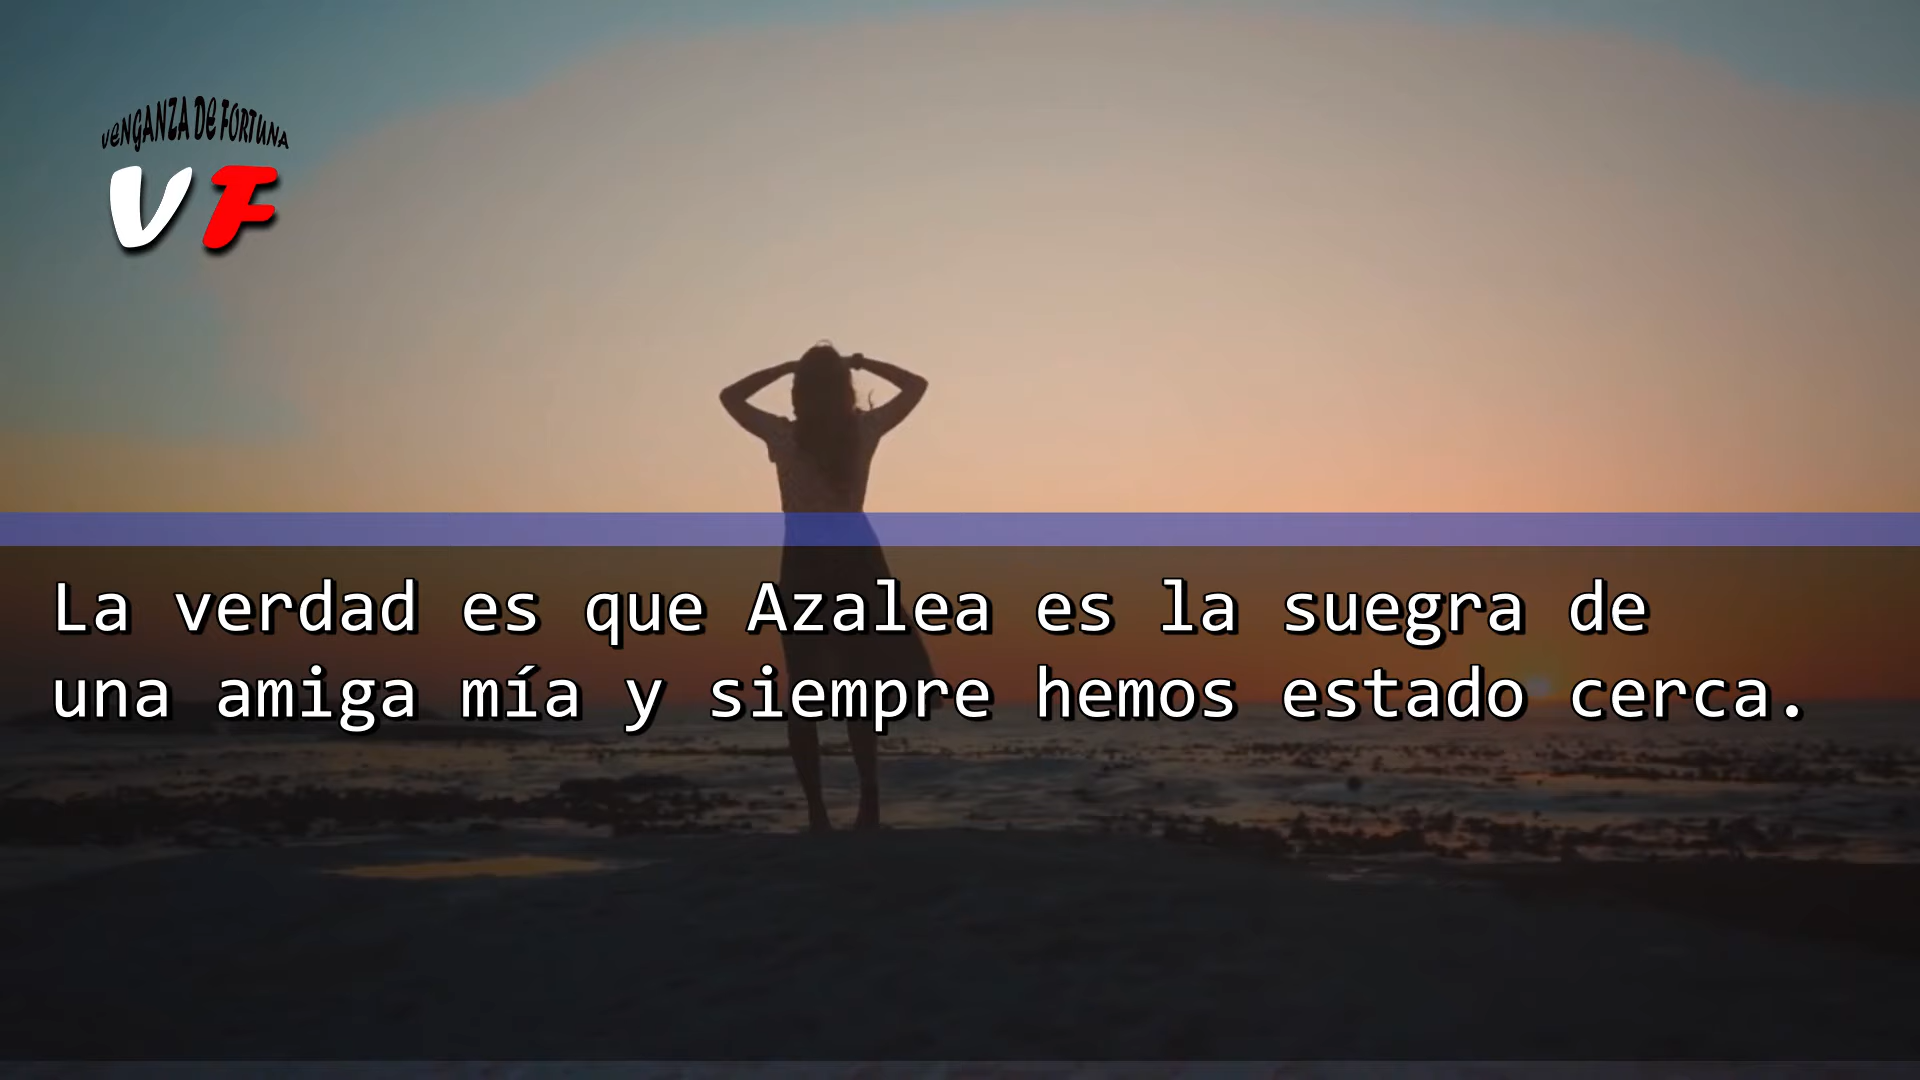 VENGANZA DE FORTUNA
VF
La verdad es que Azalea es la suegra de
una amiga mía y siempre hemos estado cerca.